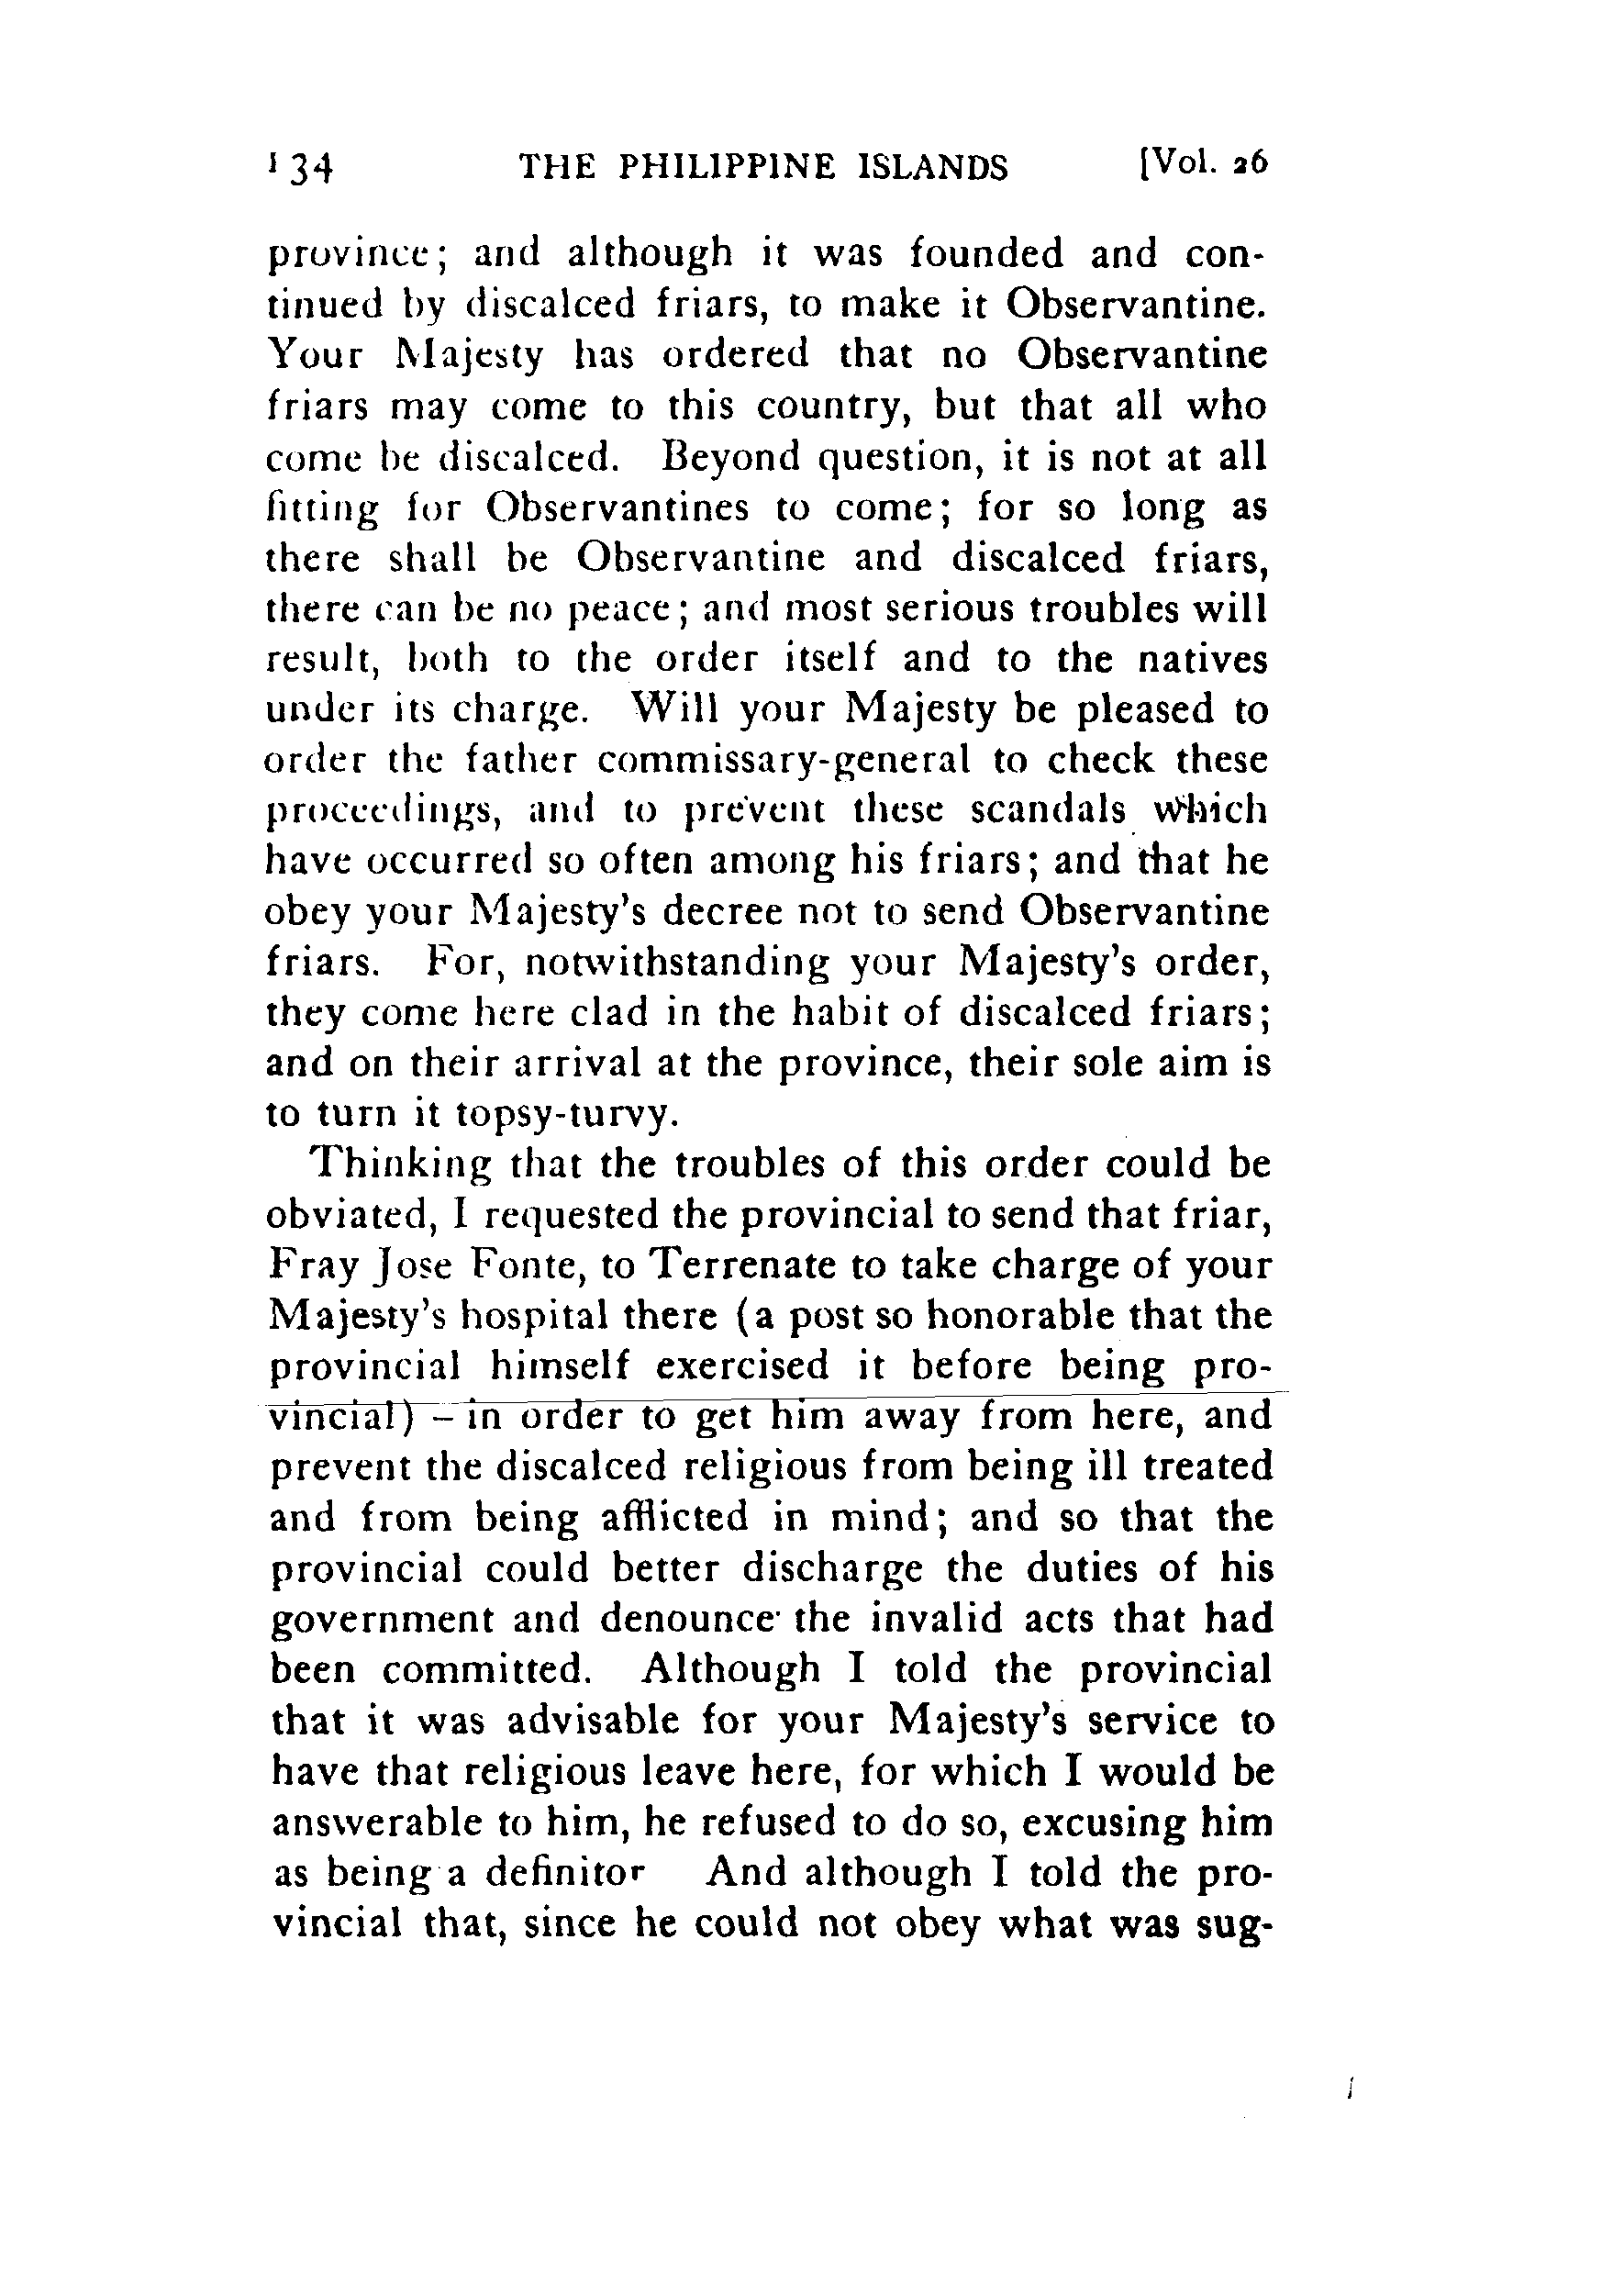 134 THE PHILIPPINE ISLANDS [Vol. 26
province; and although it was founded and con-
tinued by discalced friars, to make it Observantine.
Your Majesty has ordered that no Observantine
friars may come to this country, but that all who
come be discalced. Beyond question, it is not at all
fitting for Observantines to come; for so long as
there shall be Observantine and discalced friars,
there can be no peace; and most serious troubles will
result, both to the order itself and to the natives
under its charge. Will your Majesty be pleased to
order the father commissary-general to check these
proceedings, and to prevent these scandals which
have occurred so often among his friars; and that he
obey your Majesty's decree not to send Observantine
friars. For, notwithstanding your Majesty's order,
they come here clad in the habit of discalced friars;
and on their arrival at the province, their sole aim is
to turn it topsy-turvy.
Thinking that the troubles of this order could be
obviated, I requested the provincial to send that friar,
Fray Jose Fonte, to Terrenate to take charge of your
Majesty's hospital there (a post so honorable that the
provincial himself exercised it before being pro-
vincial) – in order to get him away from here, and
prevent the discalced religious from being ill treated
and from being afflicted in mind; and so that the
provincial could better discharge the duties of his
government and denounce the invalid acts that had
been committed. Although I told the provincial
that it was advisable for your Majesty's service to
have that religious leave here, for which I would be
answerable to him, he refused to do so, excusing him
as being a definitor And although I told the pro-
vincial that, since he could not obey what was sug-